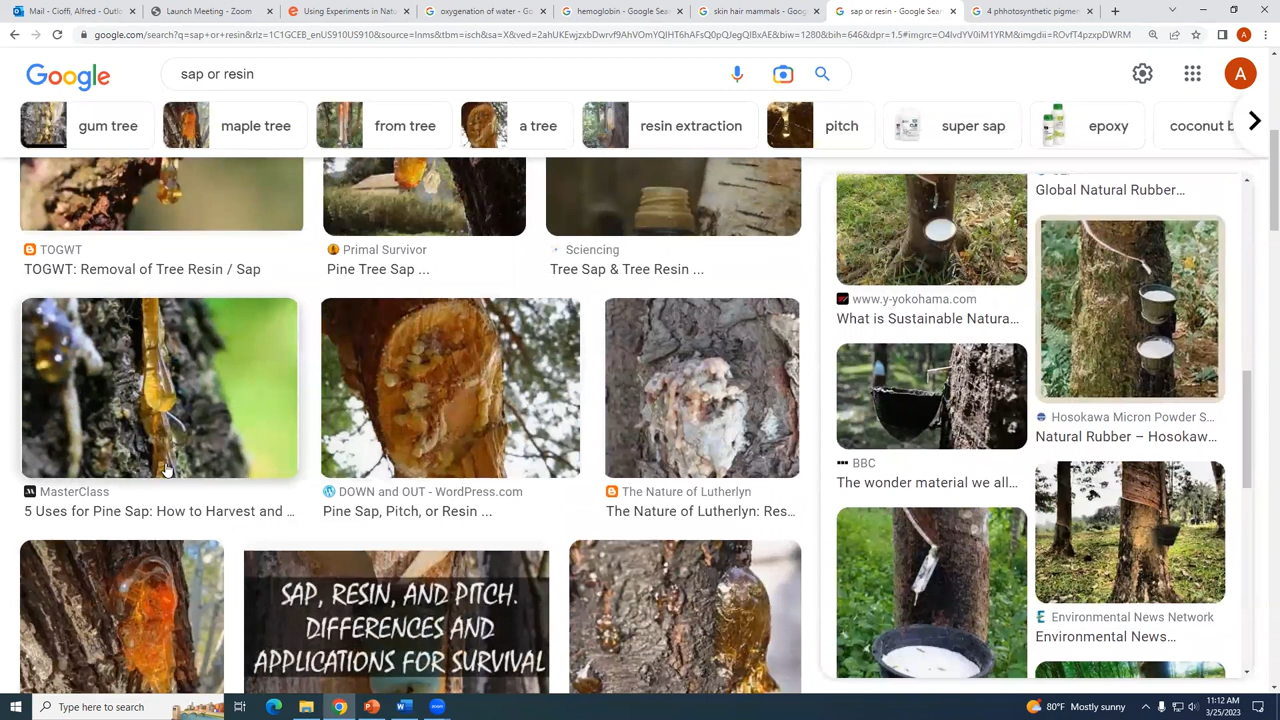 Mail - Cioffi, Alfred - Outlo
Launch Meeting - Zoom
Using Experiments in Natu
oxygenation of water - Go
hemoglobin - Google Sear
skin hair mammals - Goog
sap or resin - Google Sear
4 phhotosynthetic pigmen
google.com/search?q=sap+or+resin&rlz=1C1GCEB_enUS910US910&source=lnms&tbm=isch&sa=X&ved=2ahUKEwjzxbDwrvf9AhVOmYQIHT6hAFsQ0pQJegQIBxAE&biw=1280&bih=646&dpr=1.5#imgrc=O4lvdYV0iM1YRM&imgdii=ROvfT4pzxpDWRM
A
Google
sap or resin
A
gum tree
maple tree
from tree
a tree
resin extraction
pitch
super sap
epoxy
coconut b
TOGWT
TOGWT: Removal of Tree Resin / Sap
Primal Survivor
Pine Tree Sap ...
Sciencing
Tree Sap & Tree Resin ...
MasterClass
5 Uses for Pine Sap: How to Harvest and ...
DOWN and OUT - WordPress.com
Pine Sap, Pitch, or Resin ...
The Nature of Lutherlyn
The Nature of Lutherlyn: Res...
SAP, RESIN, AND PITCH.
DIFFERENCES AND
APPLICATIONS FOR SURVIVAL
www.y-yokohama.com
What is Sustainable Natura...
BBC
The wonder material we all...
Global Natural Rubber...
Hosokawa Micron Powder S...
Natural Rubber – Hosokaw...
Environmental News Network
Environmental News...
Type here to search
80°F Mostly sunny
11:12 AM
3/25/2023